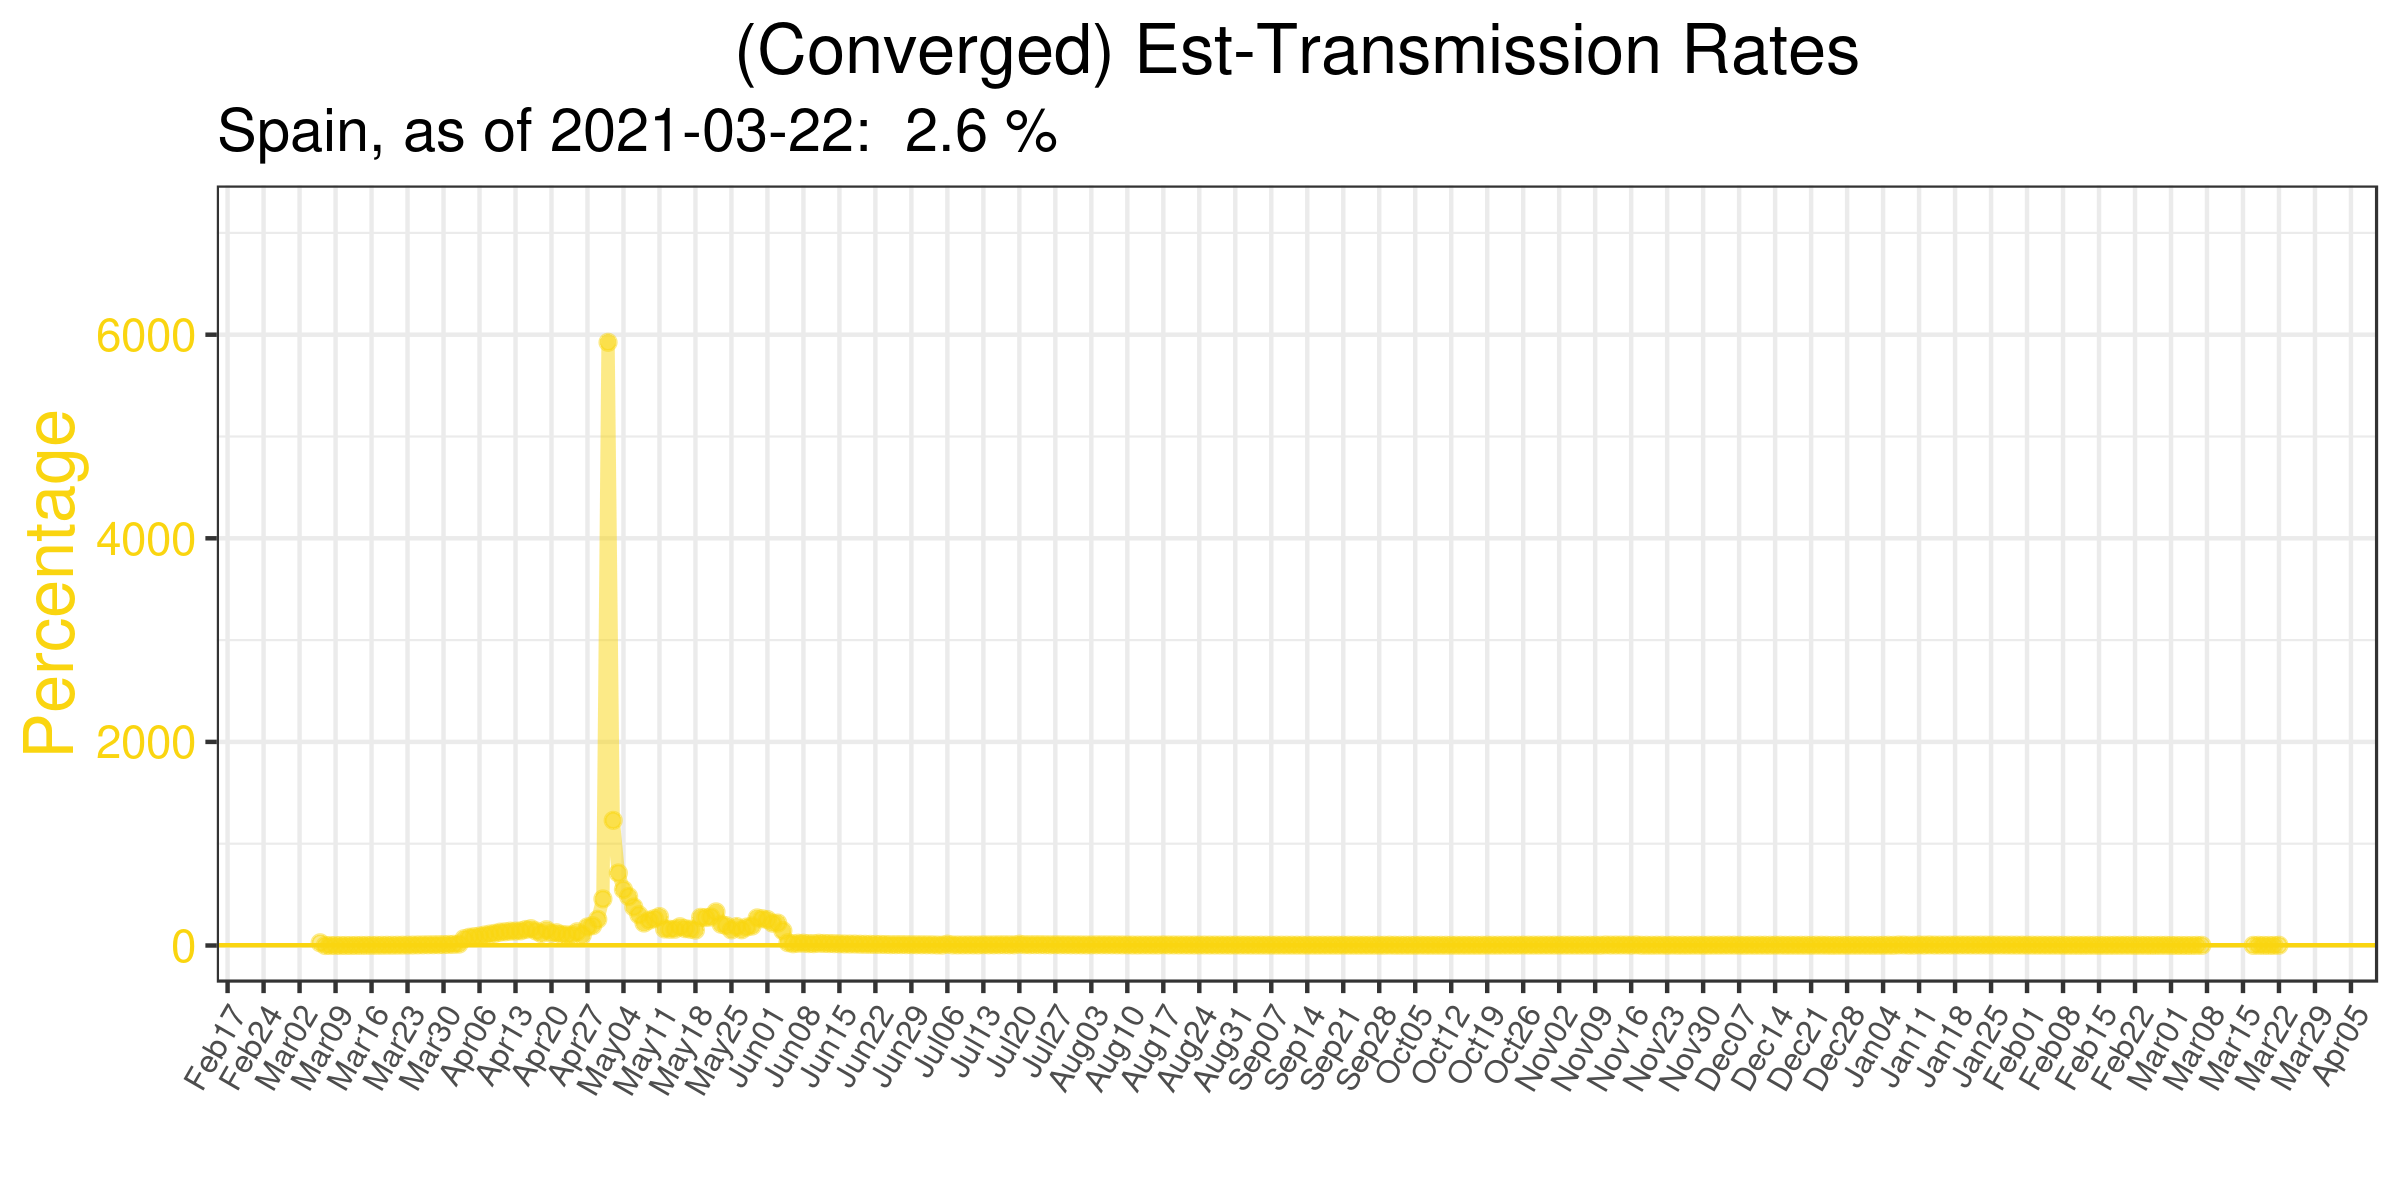 (Converged) Est-Transmission Rates
Spain, as of 2021-03-22:  2.6 %
Percentage
6000
4000
2000
0
Feb17
Feb24
Mar02
Mar09
Mar16
Mar23
Mar30
Apr06
Apr13
Apr20
Apr27
May04
May11
May18
May25
Jun01
Jun08
Jun15
Jun22
Jun29
Jul06
Jul13
Jul20
Jul27
Aug03
Aug10
Aug17
Aug24
Aug31
Sep07
Sep14
Sep21
Sep28
Oct05
Oct12
Oct19
Oct26
Nov02
Nov09
Nov16
Nov23
Nov30
Dec07
Dec14
Dec21
Dec28
Jan04
Jan11
Jan18
Jan25
Feb01
Feb08
Feb15
Feb22
Mar01
Mar08
Mar15
Mar22
Mar29
Apr05